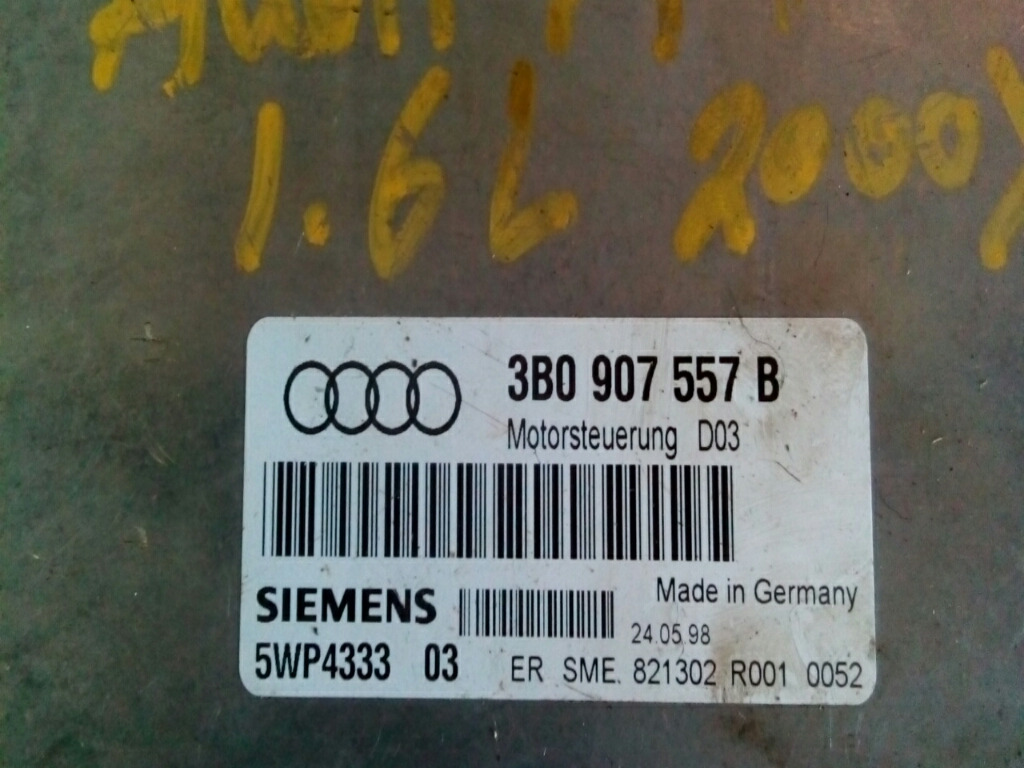 1.6L 2000
3B0 907 557 B
Motorsteuerung D03
Made in Germany
SIEMENS
24.05.98
5WP4333 03
ER SME. 821302 R001 0052